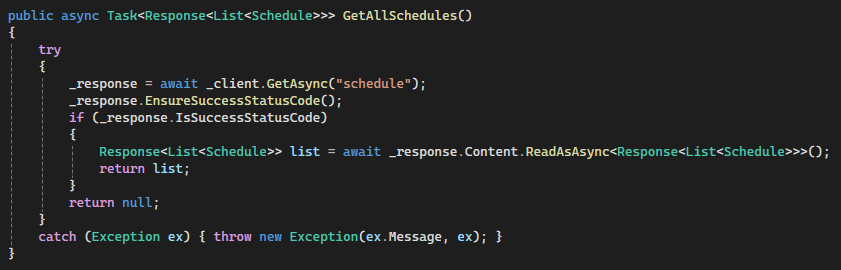 public async Task<Response<List<Schedule>>> GetAllSchedules()
{
try
{
_response = await _client.GetAsync("schedule");
_response.EnsureSuccessStatusCode();
if (_response.IsSuccessStatusCode)
{
Response<List<Schedule>> list = await _response.Content.ReadAsAsync<Response<List<Schedule>>>();
return list;
}
return null;
}
catch (Exception ex) { throw new Exception(ex.Message, ex); }
}